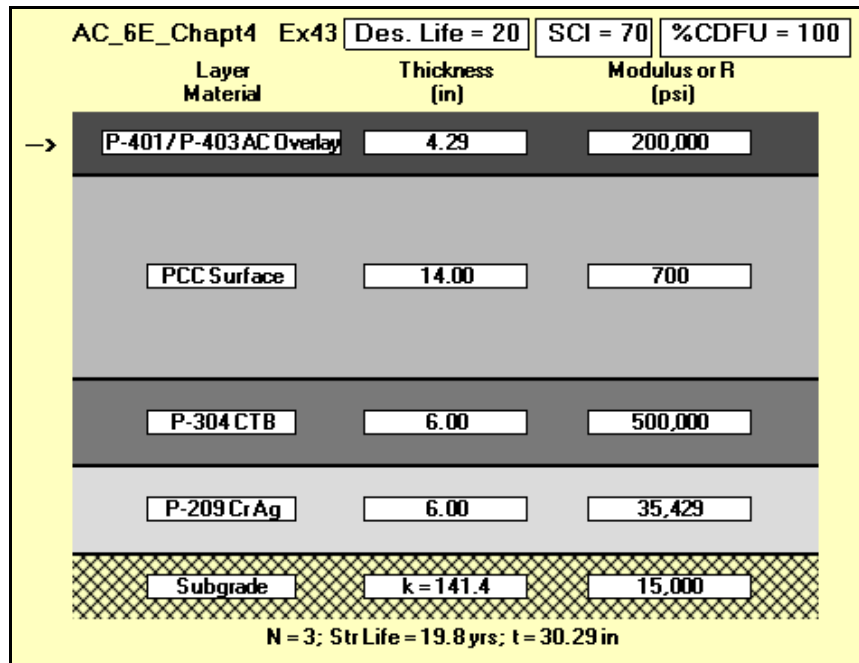 AC_6E_Chapt4 Ex43 Des. Life = 20 SCI = 70 %CDFU = 100
Layer Material Thickness (in) Modulus or R (psi)
--> P-401 / P-403 AC Overlay 4.29 200,000
PCC Surface 14.00 700
P-304 CTB 6.00 500,000
P-209 Cr Ag 6.00 35,429
Subgrade k = 141.4 15,000
N = 3; Str Life = 19.8 yrs; t = 30.29 in